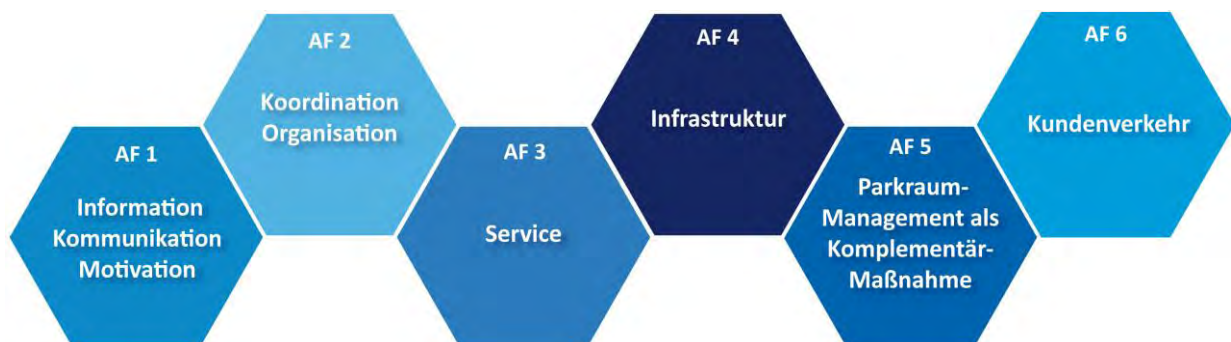 AF 1
Information
Kommunikation
Motivation
AF 2
Koordination
Organisation
AF 3
Service
AF 4
Infrastruktur
AF 5
Parkraum-
Management als
Komplementär-
Maßnahme
AF 6
Kundenverkehr